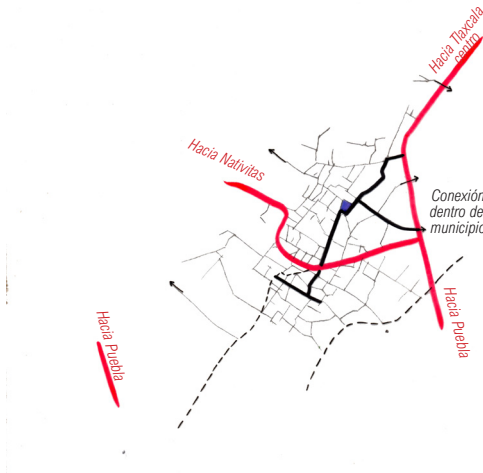 Hacia Tlaxcala
centro
Hacia Nativitas
Conexión
dentro de
municipio
Hacia Puebla
Hacia Puebla